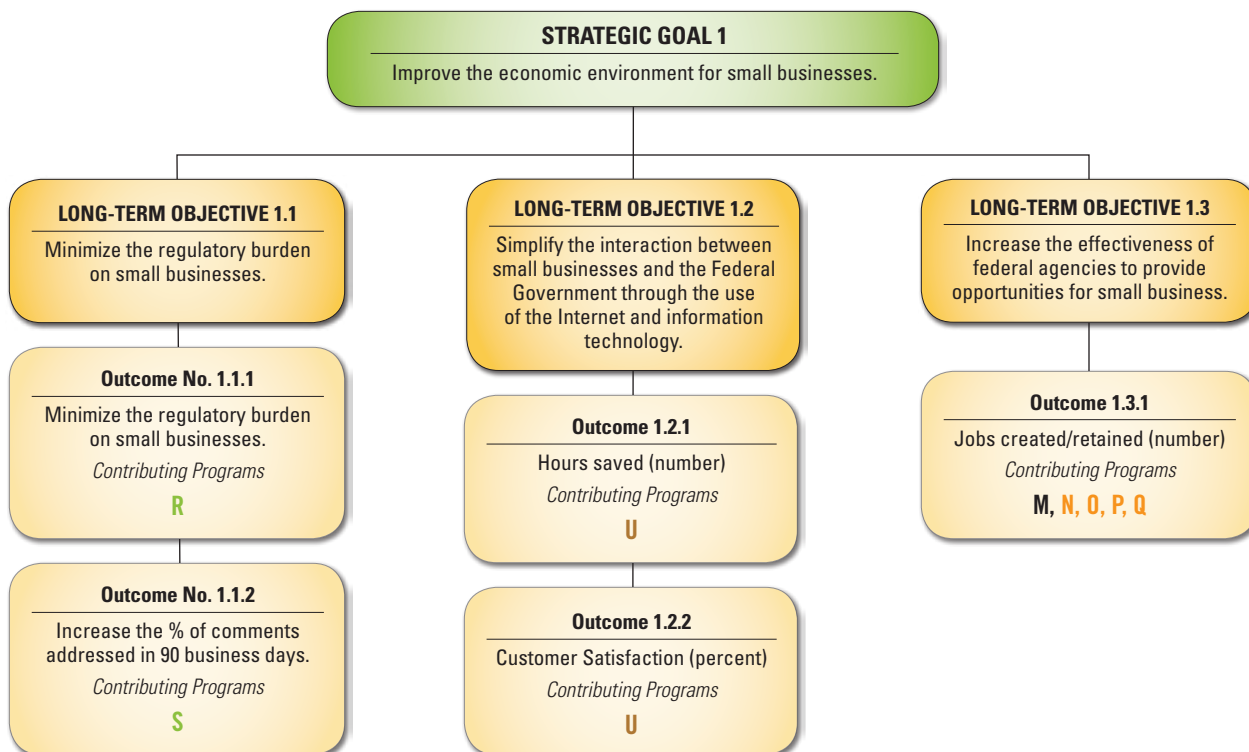 STRATEGIC GOAL 1
Improve the economic environment for small businesses.
LONG-TERM OBJECTIVE 1.1
Minimize the regulatory burden
on small businesses.
Outcome No. 1.1.1
Minimize the regulatory burden
on small businesses.
Contributing Programs
R
Outcome No. 1.1.2
Increase the % of comments
addressed in 90 business days.
Contributing Programs
S
LONG-TERM OBJECTIVE 1.2
Simplify the interaction between
small businesses and the Federal
Government through the use
of the Internet and information
technology.
Outcome 1.2.1
Hours saved (number)
Contributing Programs
U
Outcome 1.2.2
Customer Satisfaction (percent)
Contributing Programs
U
LONG-TERM OBJECTIVE 1.3
Increase the effectiveness of
federal agencies to provide
opportunities for small business.
Outcome 1.3.1
Jobs created/retained (number)
Contributing Programs
M, N, O, P, Q